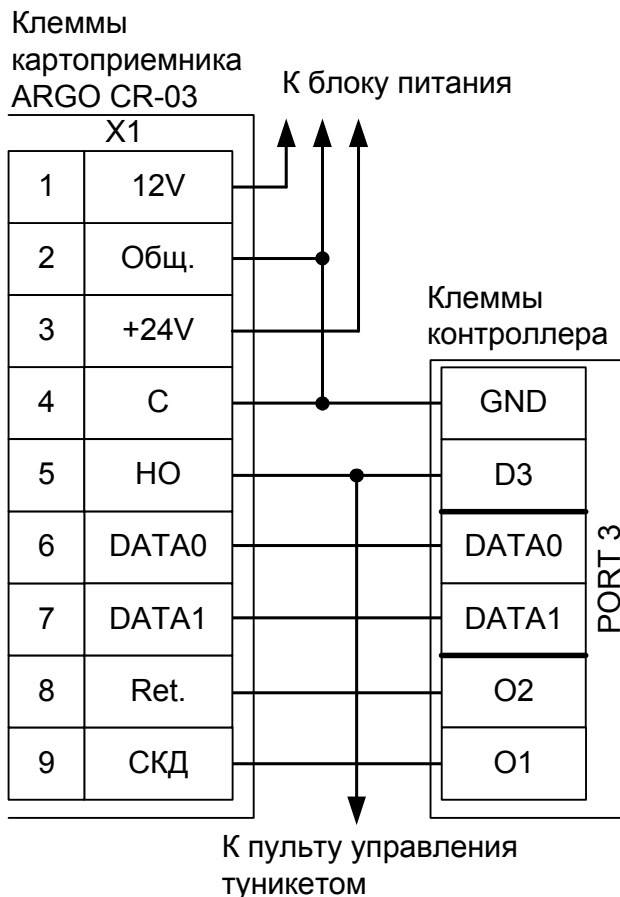 Клеммы
картоприемника
ARGO CR-03
К блоку питания
X1
1 12V
2 Общ.
3 +24V
4 C
5 НО
6 DATA0
7 DATA1
8 Ret.
9 СКД
Клеммы
контроллера
GND
D3
DATA0
DATA1
O2
O1
PORT 3
К пульту управления
туникетом